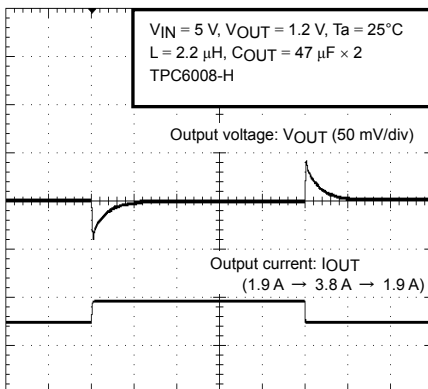 VIN = 5 V, VOUT = 1.2 V, Ta = 25°C
L = 2.2 μH, COUT = 47 μF × 2
TPC6008-H
Output voltage: VOUT (50 mV/div)
Output current: IOUT
(1.9 A → 3.8 A → 1.9 A)